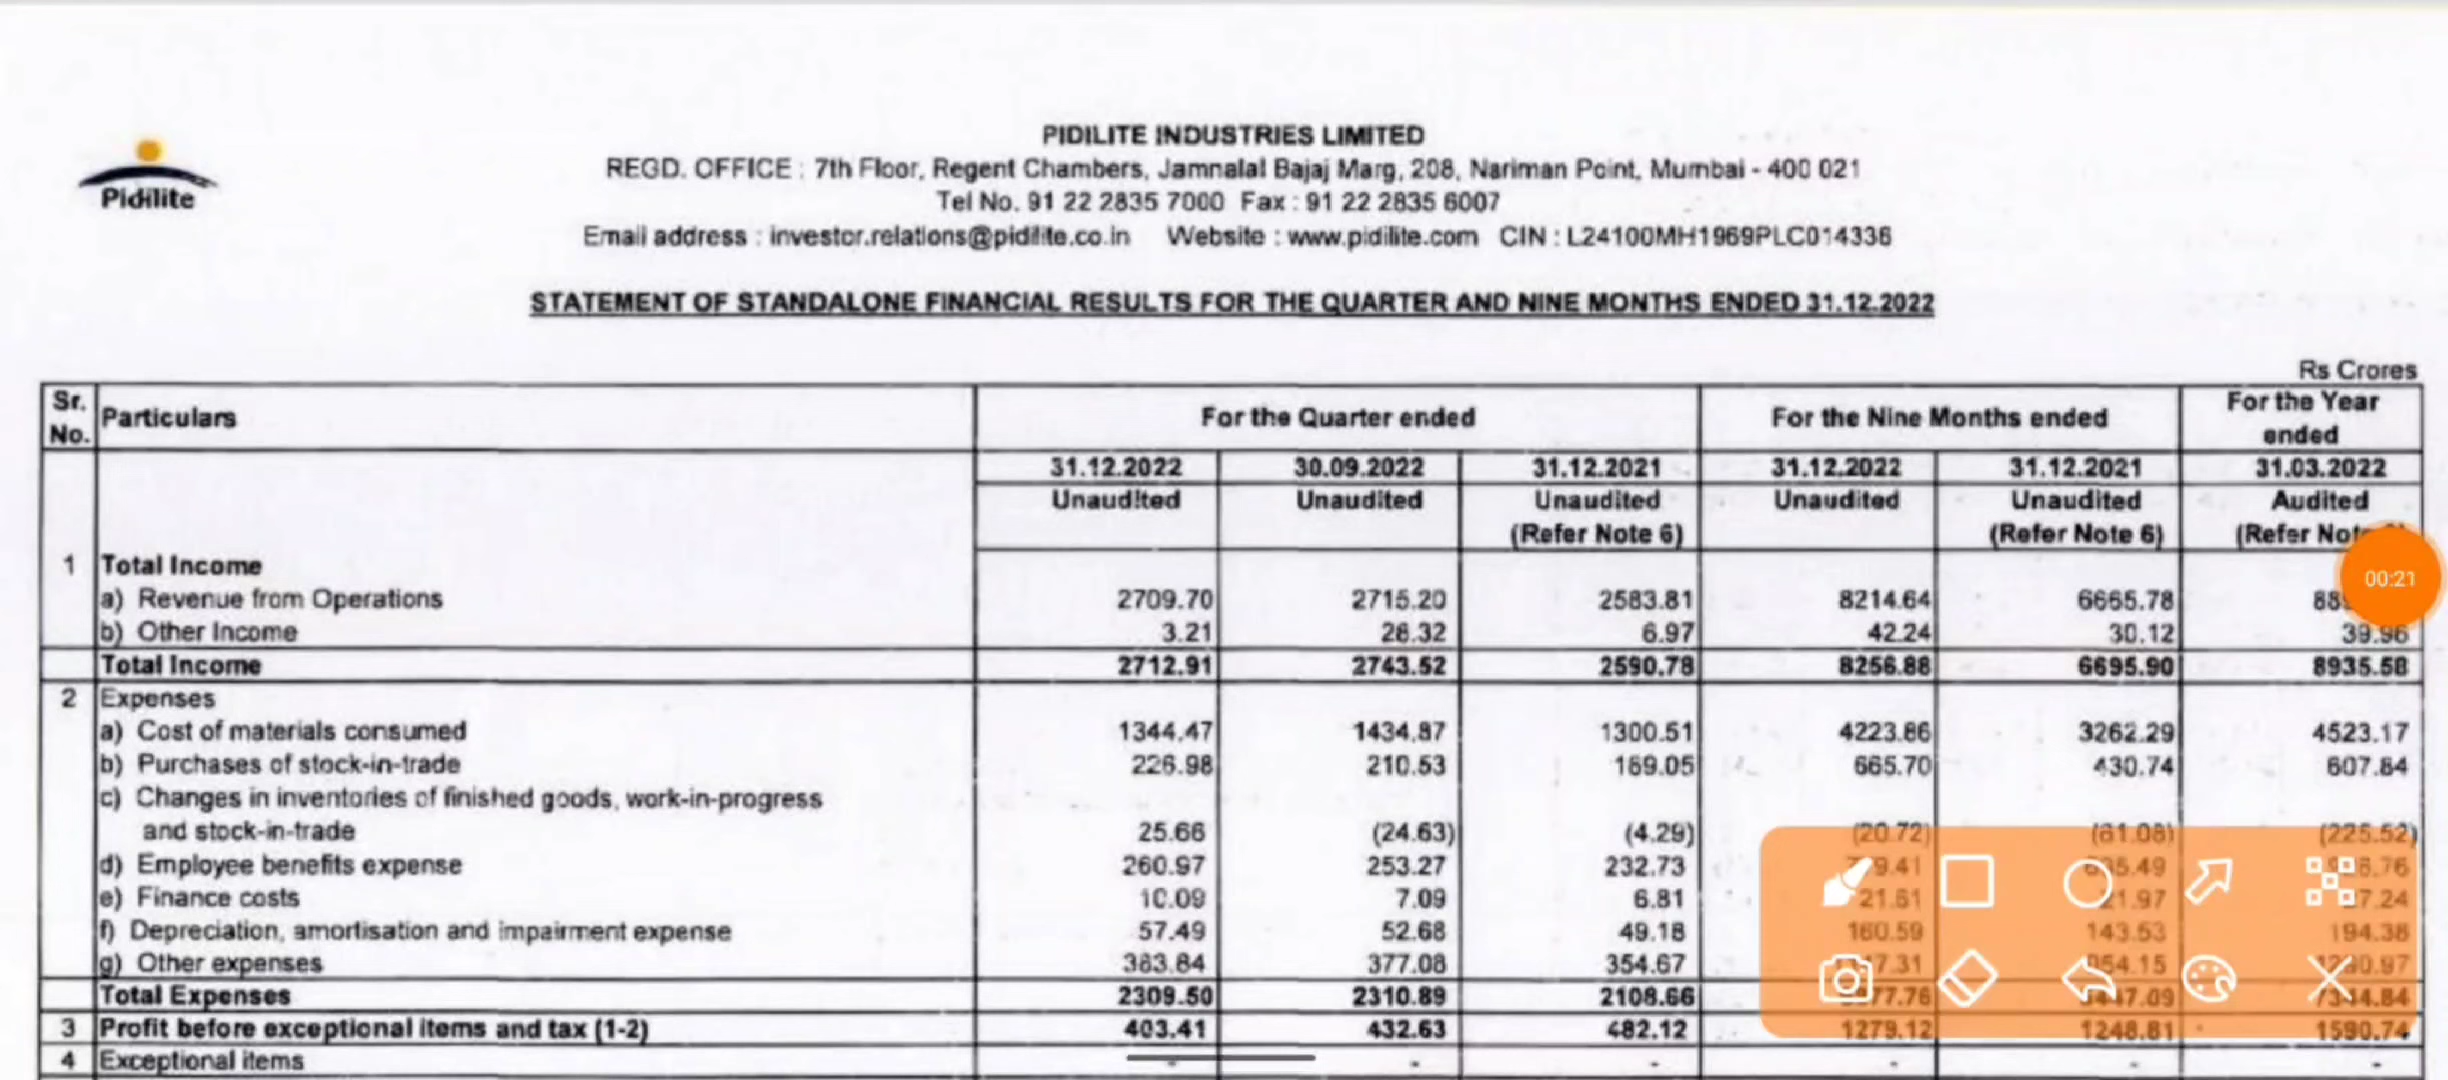 Pidilite
PIDILITE INDUSTRIES LIMITED
REGD. OFFICE : 7th Floor, Regent Chambers, Jamnalal Bajaj Marg, 208, Nariman Point, Mumbai - 400 021
Tel No. 91 22 2835 7000 Fax : 91 22 2835 6007
Email address : investor.relations@pidilite.co.in Website : www.pidilite.com CIN : L24100MH1969PLC014336
STATEMENT OF STANDALONE FINANCIAL RESULTS FOR THE QUARTER AND NINE MONTHS ENDED 31.12.2022
Rs Crores
Sr. No. Particulars For the Quarter ended For the Nine Months ended For the Year ended
31.12.2022 30.09.2022 31.12.2021 31.12.2022 31.12.2021 31.03.2022
Unaudited Unaudited Unaudited Unaudited Unaudited Audited
(Refer Note 6) (Refer Note 6) (Refer
00:21
1 Total Income
a) Revenue from Operations 2709.70 2715.20 2583.81 8214.64 6665.78
b) Other Income 3.21 28.32 6.97 42.24 30.12 39.96
Total Income 2712.91 2743.52 2590.78 8256.88 6695.90 8935.58
2 Expenses
a) Cost of materials consumed 1344.47 1434.87 1300.51 4223.86 3262.29 4523.17
b) Purchases of stock-in-trade 226.98 210.53 169.05 665.70 430.74 607.84
c) Changes in inventories of finished goods, work-in-progress
and stock-in-trade 25.66 (24.63) (4.29) (20.72) (225.52)
d) Employee benefits expense 260.97 253.27 232.73
e) Finance costs 10.09 7.09 6.81
f) Depreciation, amortisation and impairment expense 57.49 52.68 49.18 160.59 143.53 194.38
g) Other expenses 383.84 377.08 354.67
Total Expenses 2309.50 2310.89 2108.66
3 Profit before exceptional items and tax (1-2) 403.41 432.63 482.12 1279.12 1248.81 1590.74
4 Exceptional items - - - - - -